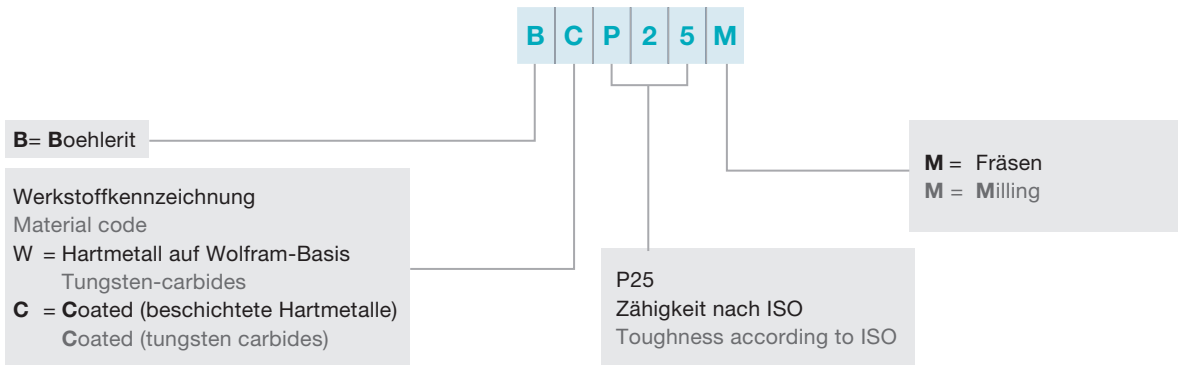 B C P 2 5 M
B= Boehlerit
Werkstoffkennzeichnung
Material code
W = Hartmetall auf Wolfram-Basis
Tungsten-carbides
C = Coated (beschichtete Hartmetalle)
Coated (tungsten carbides)
P25
Zähigkeit nach ISO
Toughness according to ISO
M = Fräsen
M = Milling